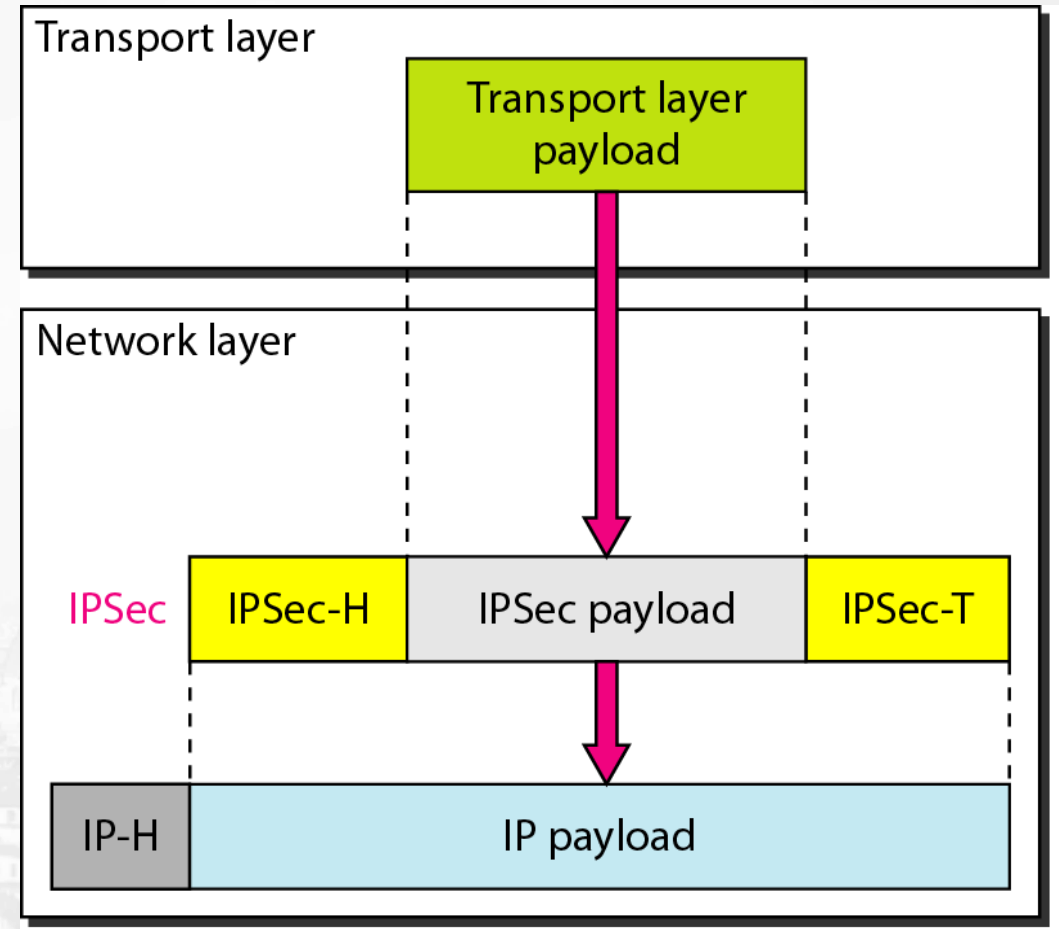 Transport layer
Transport layer
payload
Network layer
IPSec
IPSec-H
IPSec payload
IPSec-T
IP-H
IP payload